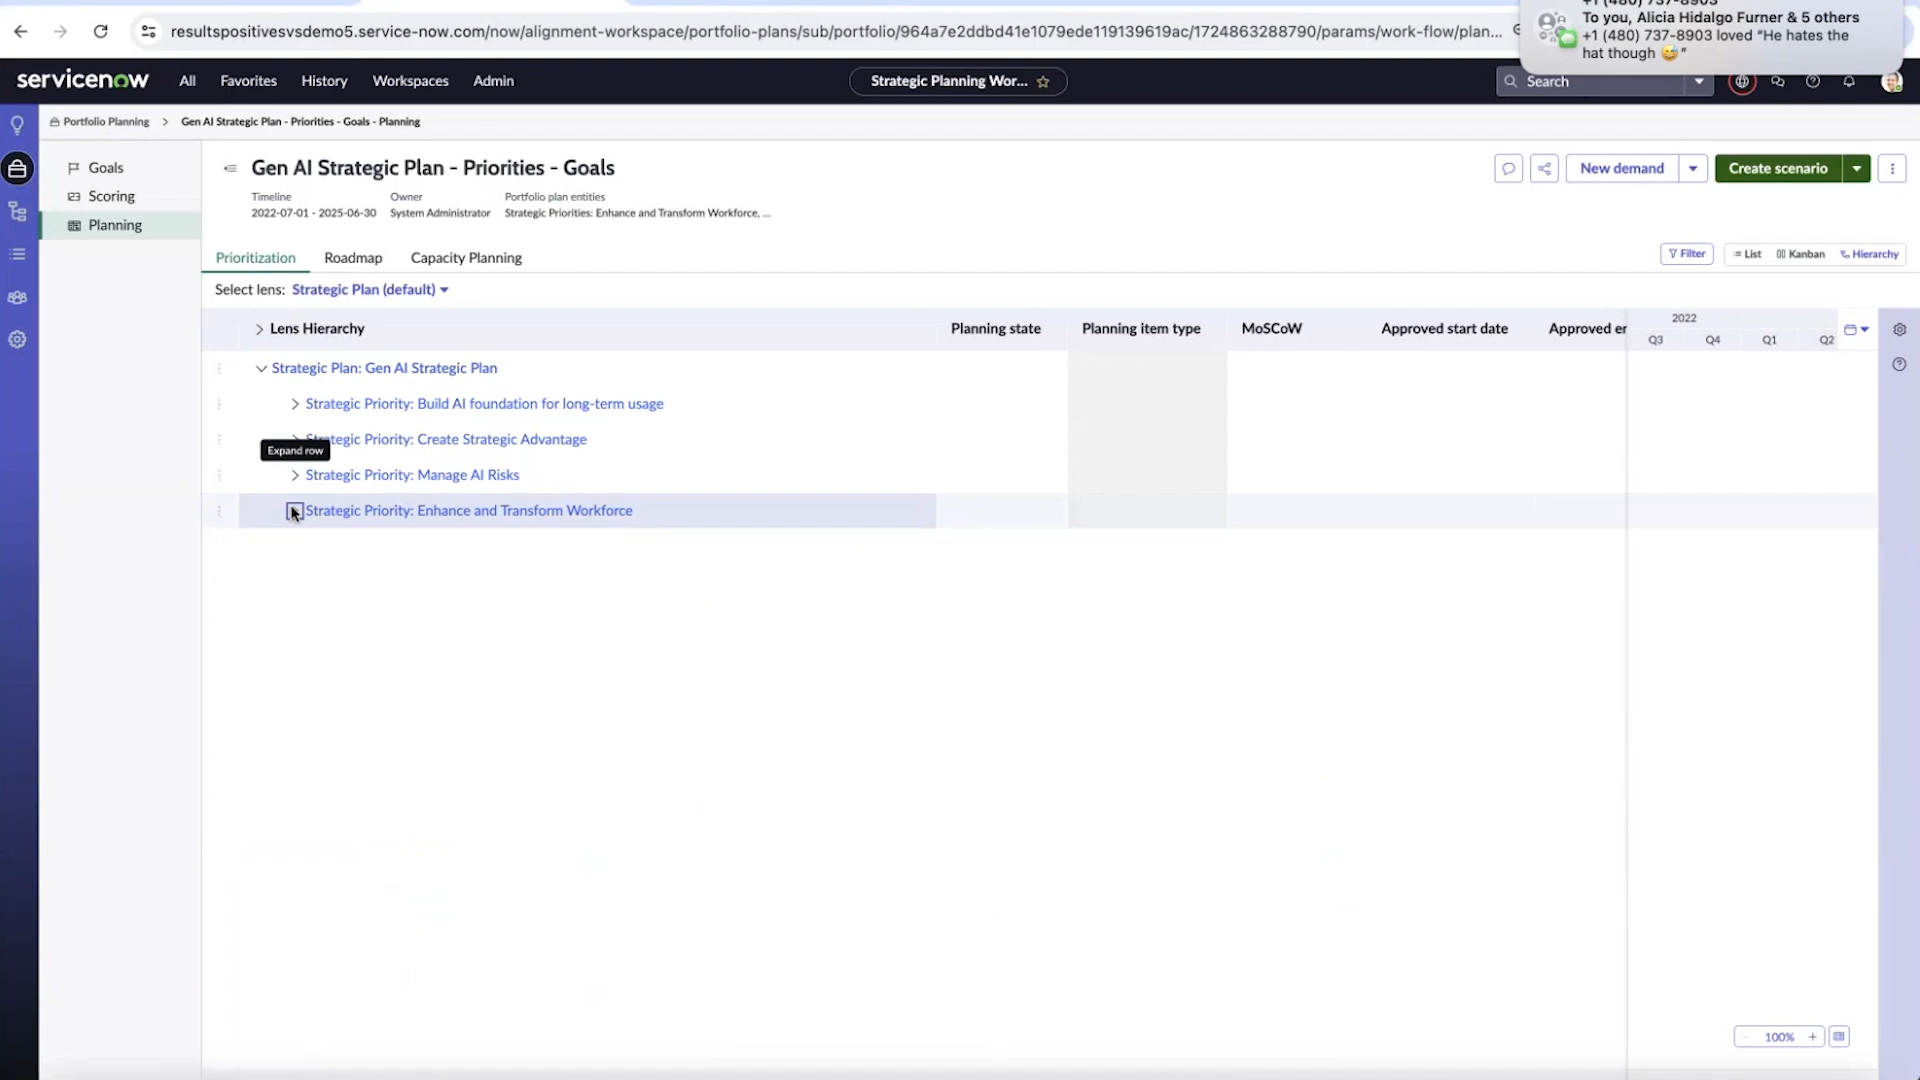 resultspositivesvsdemo5.service-now.com/now/alignment-workspace/portfolio-plans/sub/portfolio/964a7e2ddbd41e1079ede119139619ac/1724863288790/params/work-flow/plan...
+1 (480) 737-8903
To you, Alicia Hidalgo Furner & 5 others
+1 (480) 737-8903 loved "He hates the
hat though 😅"
servicenow
All
Favorites
History
Workspaces
Admin
Strategic Planning Wor...
Search
Portfolio Planning > Gen AI Strategic Plan - Priorities - Goals - Planning
Goals
Scoring
Planning
Gen AI Strategic Plan - Priorities - Goals
Timeline
2022-07-01 - 2025-06-30
Owner
System Administrator
Portfolio plan entities
Strategic Priorities: Enhance and Transform Workforce, ...
New demand
Create scenario
Prioritization
Roadmap
Capacity Planning
Filter
List
Kanban
Hierarchy
Select lens: Strategic Plan (default)
Lens Hierarchy
Planning state
Planning item type
MoSCoW
Approved start date
Approved er
2022
Q3
Q4
Q1
Q2
Strategic Plan: Gen AI Strategic Plan
Strategic Priority: Build AI foundation for long-term usage
Strategic Priority: Create Strategic Advantage
Expand row
Strategic Priority: Manage AI Risks
Strategic Priority: Enhance and Transform Workforce
- 100% +